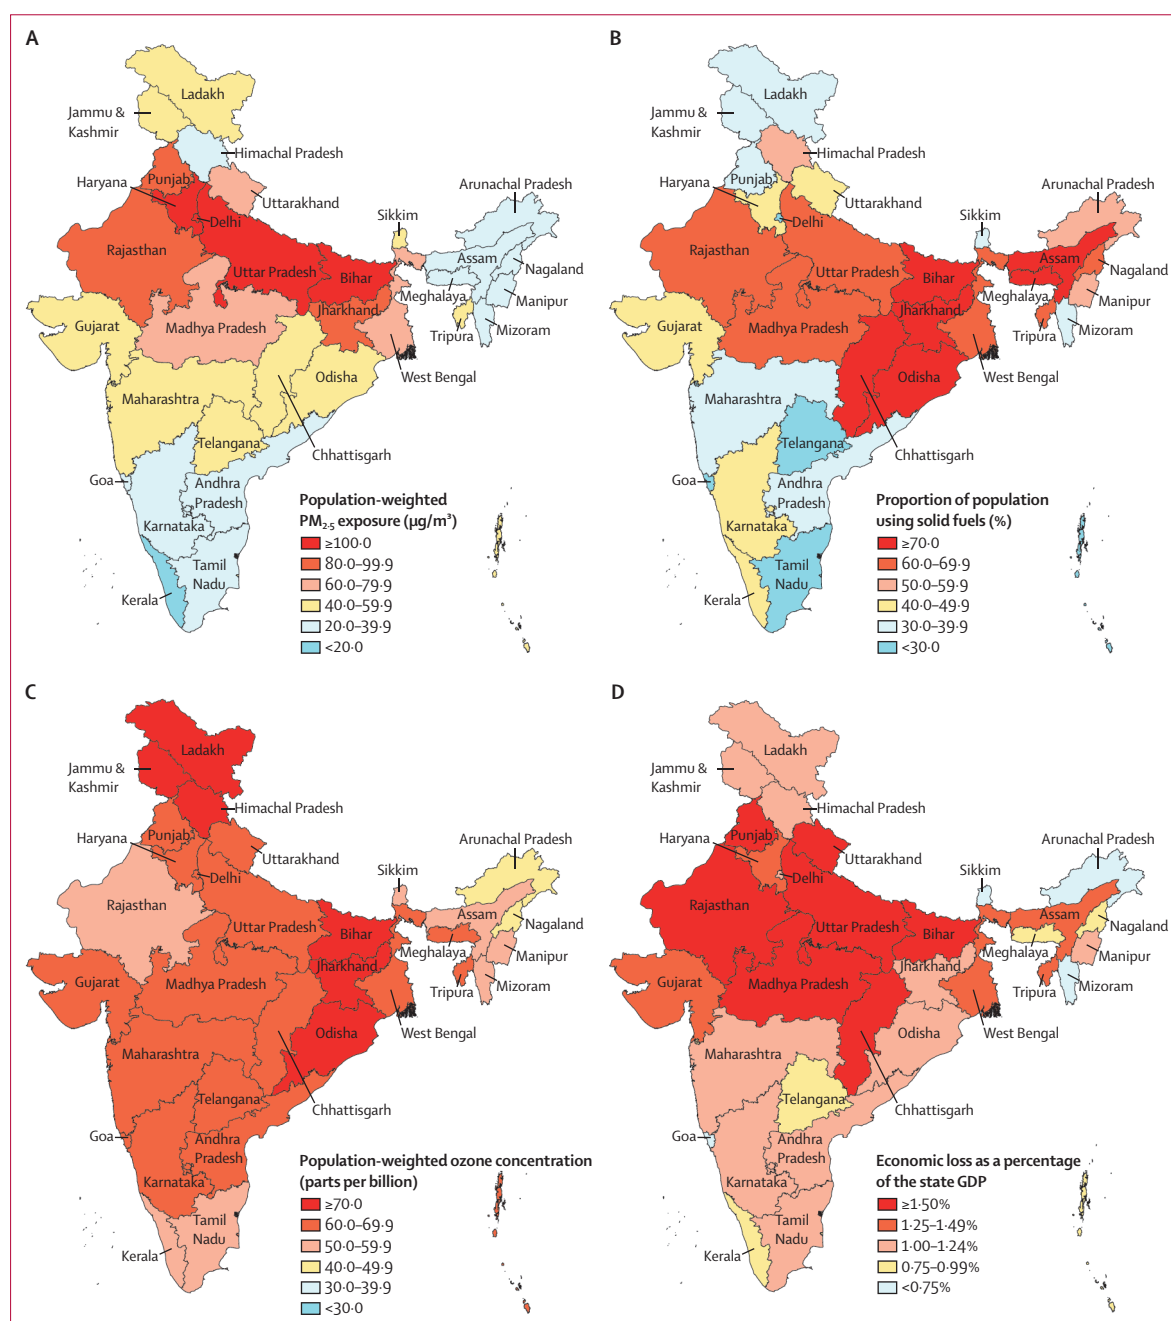 A
Ladakh
Jammu &
Kashmir
Himachal Pradesh
Punjab
Haryana
Uttarakhand
Delhi
Arunachal Pradesh
Sikkim
Rajasthan
Assam
Nagaland
Uttar Pradesh
Bihar
Meghalaya
Manipur
Jharkhand
Gujarat
Madhya Pradesh
Tripura
Mizoram
West Bengal
Odisha
Maharashtra
Telangana
Chhattisgarh
Goa
Andhra
Pradesh
Karnataka
Tamil
Nadu
Kerala
Population-weighted
PM₂·₅ exposure (µg/m³)
≥100·0
80·0–99·9
60·0–79·9
40·0–59·9
20·0–39·9
<20·0
B
Ladakh
Jammu &
Kashmir
Himachal Pradesh
Punjab
Haryana
Uttarakhand
Delhi
Arunachal Pradesh
Sikkim
Rajasthan
Assam
Nagaland
Uttar Pradesh
Bihar
Meghalaya
Manipur
Jharkhand
Gujarat
Madhya Pradesh
Tripura
Mizoram
West Bengal
Odisha
Maharashtra
Telangana
Chhattisgarh
Goa
Andhra
Pradesh
Karnataka
Tamil
Nadu
Kerala
Proportion of population
using solid fuels (%)
≥70·0
60·0–69·9
50·0–59·9
40·0–49·9
30·0–39·9
<30·0
C
Ladakh
Jammu &
Kashmir
Himachal Pradesh
Punjab
Haryana
Uttarakhand
Delhi
Arunachal Pradesh
Sikkim
Rajasthan
Assam
Nagaland
Uttar Pradesh
Bihar
Meghalaya
Manipur
Jharkhand
Gujarat
Madhya Pradesh
Tripura
Mizoram
West Bengal
Odisha
Maharashtra
Telangana
Chhattisgarh
Goa
Andhra
Pradesh
Karnataka
Tamil
Nadu
Kerala
Population-weighted ozone concentration
(parts per billion)
≥70·0
60·0–69·9
50·0–59·9
40·0–49·9
30·0–39·9
<30·0
D
Ladakh
Jammu &
Kashmir
Himachal Pradesh
Punjab
Haryana
Uttarakhand
Delhi
Arunachal Pradesh
Sikkim
Rajasthan
Assam
Nagaland
Uttar Pradesh
Bihar
Meghalaya
Manipur
Jharkhand
Gujarat
Madhya Pradesh
Tripura
Mizoram
West Bengal
Odisha
Maharashtra
Telangana
Chhattisgarh
Goa
Andhra
Pradesh
Karnataka
Tamil
Nadu
Kerala
Economic loss as a percentage
of the state GDP
≥1·50%
1·25–1·49%
1·00–1·24%
0·75–0·99%
<0·75%